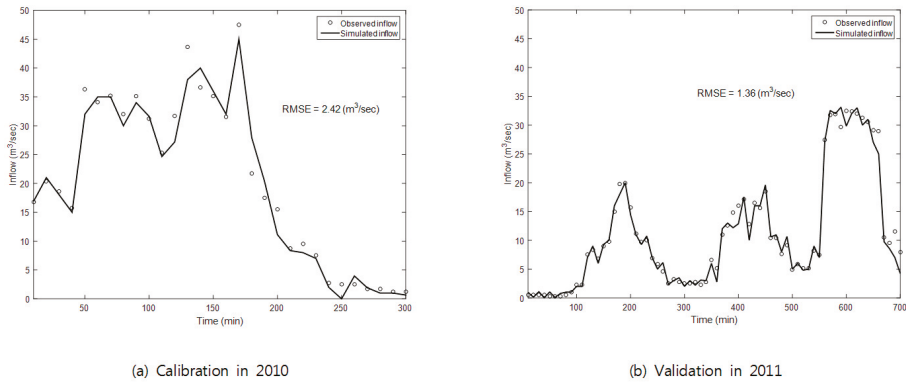 50
45
40
35
30
25
20
15
10
5
0
Inflow (m³/sec)
Observed inflow
Simulated inflow
RMSE = 2.42 (m³/sec)
50 100 150 200 250 300
Time (min)
(a) Calibration in 2010
50
45
40
35
30
25
20
15
10
5
0
Inflow (m³/sec)
Observed inflow
Simulated inflow
RMSE = 1.36 (m³/sec)
100 200 300 400 500 600 700
Time (min)
(b) Validation in 2011